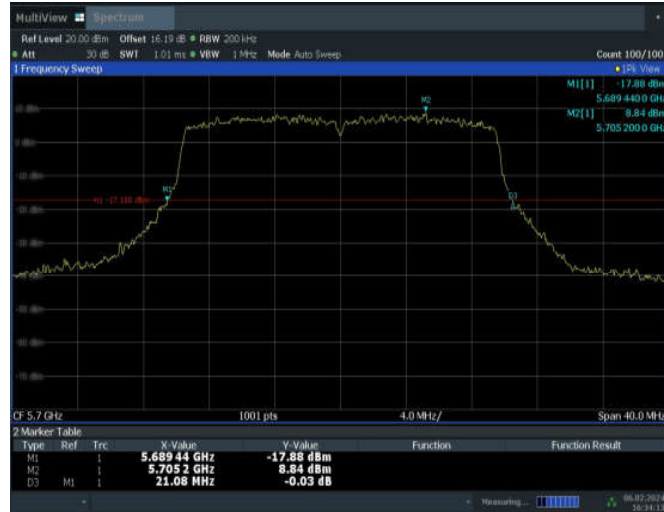 MultiView Spectrum
Ref Level 20.00 dBm Offset 16.19 dB RBW 200 kHz
Att 30 dB SWT 1.01 ms VBW 1 MHz Mode Auto Sweep Count 100/100
1 Frequency Sweep 1Pk View
M1[1] -17.88 dBm
5.689 4400 GHz
M2[1] 8.84 dBm
5.705 2000 GHz
M2
M1
D3
CF 5.7 GHz 1001 pts 4.0 MHz/ Span 40.0 MHz
2 Marker Table
Type Ref Trc X-Value Y-Value Function Function Result
M1 1 5.689 44 GHz -17.88 dBm
M2 1 5.705 2 GHz 8.84 dBm
D3 M1 1 21.08 MHz -0.03 dB
Measuring...